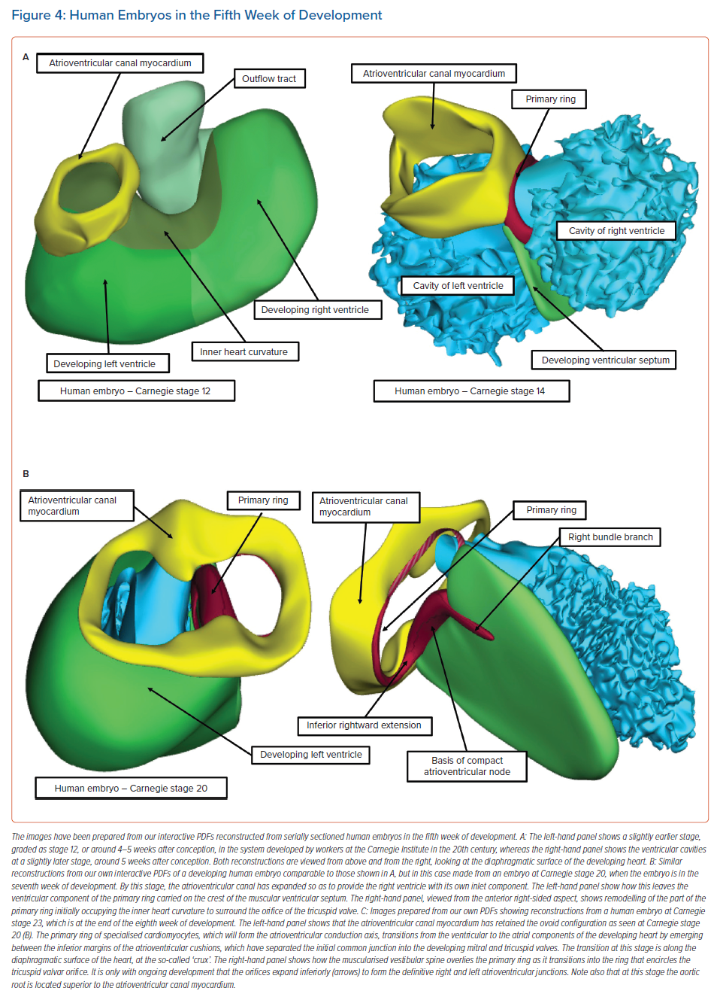 Figure 4: Human Embryos in the Fifth Week of Development
A
Atrioventricular canal myocardium
Outflow tract
Atrioventricular canal myocardium
Primary ring
Cavity of right ventricle
Cavity of left ventricle
Developing right ventricle
Inner heart curvature
Developing left ventricle
Developing ventricular septum
Human embryo – Carnegie stage 12
Human embryo – Carnegie stage 14
B
Atrioventricular canal
myocardium
Primary ring
Atrioventricular canal
myocardium
Primary ring
Right bundle branch
Inferior rightward extension
Developing left ventricle
Basis of compact
atrioventricular node
Human embryo – Carnegie stage 20
The images have been prepared from our interactive PDFs reconstructed from serially sectioned human embryos in the fifth week of development. A: The left-hand panel shows a slightly earlier stage,
graded as stage 12, or around 4–5 weeks after conception, in the system developed by workers at the Carnegie Institute in the 20th century, whereas the right-hand panel shows the ventricular cavities
at a slightly later stage, around 5 weeks after conception. Both reconstructions are viewed from above and from the right, looking at the diaphragmatic surface of the developing heart. B: Similar
reconstructions from our own interactive PDFs of a developing human embryo comparable to those shown in A, but in this case made from an embryo at Carnegie stage 20, when the embryo is in the
seventh week of development. By this stage, the atrioventricular canal has expanded so as to provide the right ventricle with its own inlet component. The left-hand panel show how this leaves the
ventricular component of the primary ring carried on the crest of the muscular ventricular septum. The right-hand panel, viewed from the anterior right-sided aspect, shows remodelling of the part of the
primary ring initially occupying the inner heart curvature to surround the orifice of the tricuspid valve. C: Images prepared from our own PDFs showing reconstructions from a human embryo at Carnegie
stage 23, which is at the end of the eighth week of development. The left-hand panel shows that the atrioventricular canal myocardium has retained the ovoid configuration as seen at Carnegie stage
20 (B). The primary ring of specialised cardiomyocytes, which will form the atrioventricular conduction axis, transitions from the ventricular to the atrial components of the developing heart by emerging
between the inferior margins of the atrioventricular cushions, which have separated the initial common junction into the developing mitral and tricuspid valves. The transition at this stage is along the
diaphragmatic surface of the heart, at the so-called ‘crux’. The right-hand panel shows how the muscularised vestibular spine overlies the primary ring as it transitions into the ring that encircles the
tricuspid valvar orifice. It is only with ongoing development that the orifices expand inferiorly (arrows) to form the definitive right and left atrioventricular junctions. Note also that at this stage the aortic
root is located superior to the atrioventricular canal myocardium.